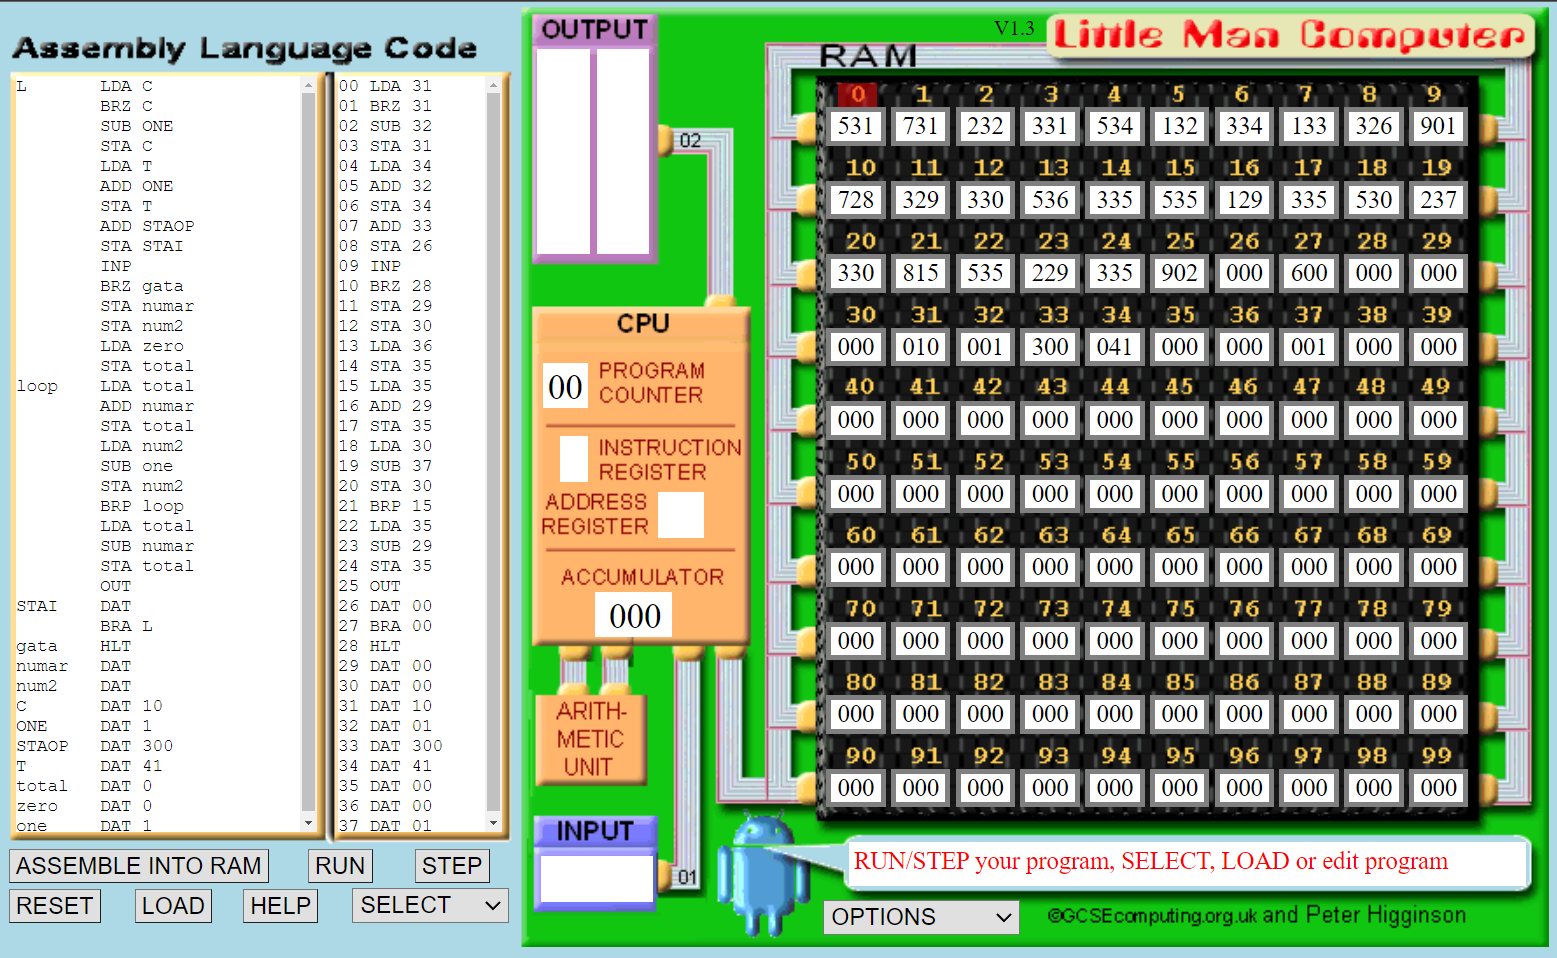 Assembly Language Code
L LDA C
BRZ C
SUB ONE
STA C
LDA T
ADD ONE
STA T
ADD STAOP
STA STAI
INP
BRZ gata
STA numar
STA num2
LDA zero
STA total
loop LDA total
ADD numar
STA total
LDA num2
SUB one
STA num2
BRP loop
LDA total
SUB numar
STA total
OUT
STAI DAT
BRA L
gata HLT
numar DAT
num2 DAT
C DAT 10
ONE DAT 1
STAOP DAT 300
T DAT 41
total DAT 0
zero DAT 0
one DAT 1
00 LDA 31
01 BRZ 31
02 SUB 32
03 STA 31
04 LDA 34
05 ADD 32
06 STA 34
07 ADD 33
08 STA 26
09 INP
10 BRZ 28
11 STA 29
12 STA 30
13 LDA 36
14 STA 35
15 LDA 35
16 ADD 29
17 STA 35
18 LDA 30
19 SUB 37
20 STA 30
21 BRP 15
22 LDA 35
23 SUB 29
24 STA 35
25 OUT
26 DAT 00
27 BRA 00
28 HLT
29 DAT 00
30 DAT 00
31 DAT 10
32 DAT 01
33 DAT 300
34 DAT 41
35 DAT 00
36 DAT 00
37 DAT 01
ASSEMBLE INTO RAM RUN STEP
RESET LOAD HELP SELECT
OUTPUT
02
CPU
00 PROGRAM
COUNTER
INSTRUCTION
REGISTER
ADDRESS
REGISTER
ACCUMULATOR
000
ARITH-
METIC
UNIT
INPUT
01
V1.3 Little Man Computer
RAM
0 1 2 3 4 5 6 7 8 9
531 731 232 331 534 132 334 133 326 901
10 11 12 13 14 15 16 17 18 19
728 329 330 536 335 535 129 335 530 237
20 21 22 23 24 25 26 27 28 29
330 815 535 229 335 902 000 600 000 000
30 31 32 33 34 35 36 37 38 39
000 010 001 300 041 000 000 001 000 000
40 41 42 43 44 45 46 47 48 49
000 000 000 000 000 000 000 000 000 000
50 51 52 53 54 55 56 57 58 59
000 000 000 000 000 000 000 000 000 000
60 61 62 63 64 65 66 67 68 69
000 000 000 000 000 000 000 000 000 000
70 71 72 73 74 75 76 77 78 79
000 000 000 000 000 000 000 000 000 000
80 81 82 83 84 85 86 87 88 89
000 000 000 000 000 000 000 000 000 000
90 91 92 93 94 95 96 97 98 99
000 000 000 000 000 000 000 000 000 000
RUN/STEP your program, SELECT, LOAD or edit program
OPTIONS
©GCSEcomputing.org.uk and Peter Higginson